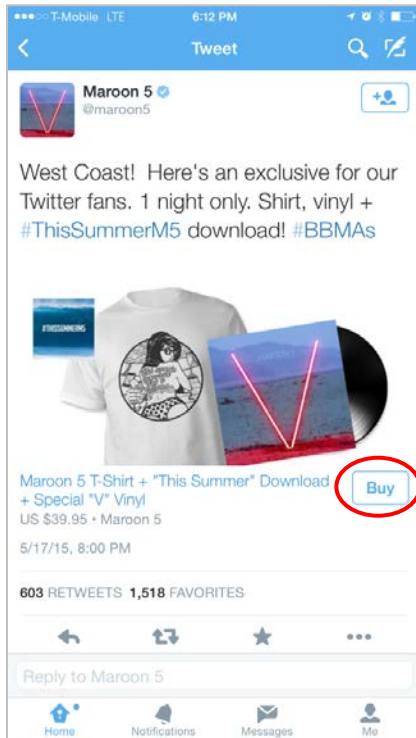 T-Mobile LTE 6:12 PM
Tweet
Maroon 5
@maroon5
West Coast! Here's an exclusive for our
Twitter fans. 1 night only. Shirt, vinyl +
#ThisSummerM5 download! #BBMAs
#THISSUMMERM5
Maroon 5 T-Shirt + "This Summer" Download
+ Special "V" Vinyl
Buy
US $39.95 • Maroon 5
5/17/15, 8:00 PM
603 RETWEETS 1,518 FAVORITES
Reply to Maroon 5
Home Notifications Messages Me